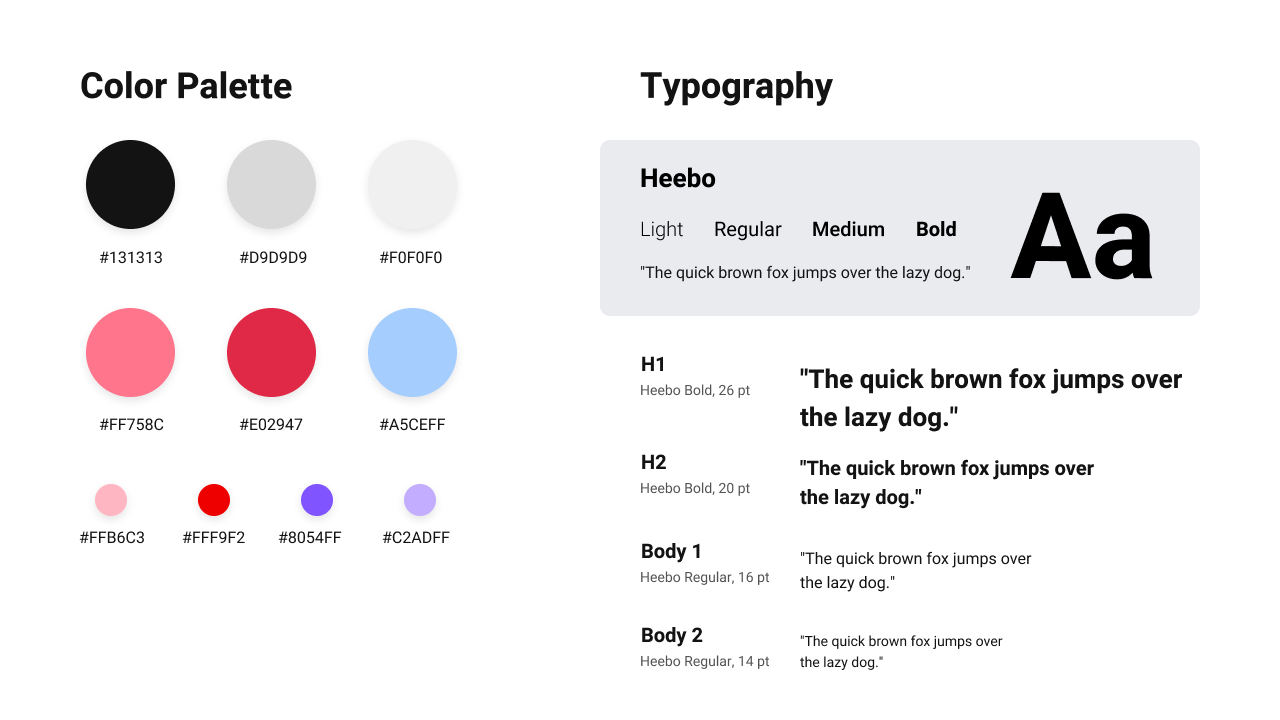 Color Palette
#131313
#D9D9D9
#F0F0F0
#FF758C
#E02947
#A5CEFF
#FFB6C3
#FFF9F2
#8054FF
#C2ADFF
Typography
Heebo
Light Regular Medium Bold
"The quick brown fox jumps over the lazy dog."
Aa
H1
Heebo Bold, 26 pt
"The quick brown fox jumps over
the lazy dog."
H2
Heebo Bold, 20 pt
"The quick brown fox jumps over
the lazy dog."
Body 1
Heebo Regular, 16 pt
"The quick brown fox jumps over
the lazy dog."
Body 2
Heebo Regular, 14 pt
"The quick brown fox jumps over
the lazy dog."